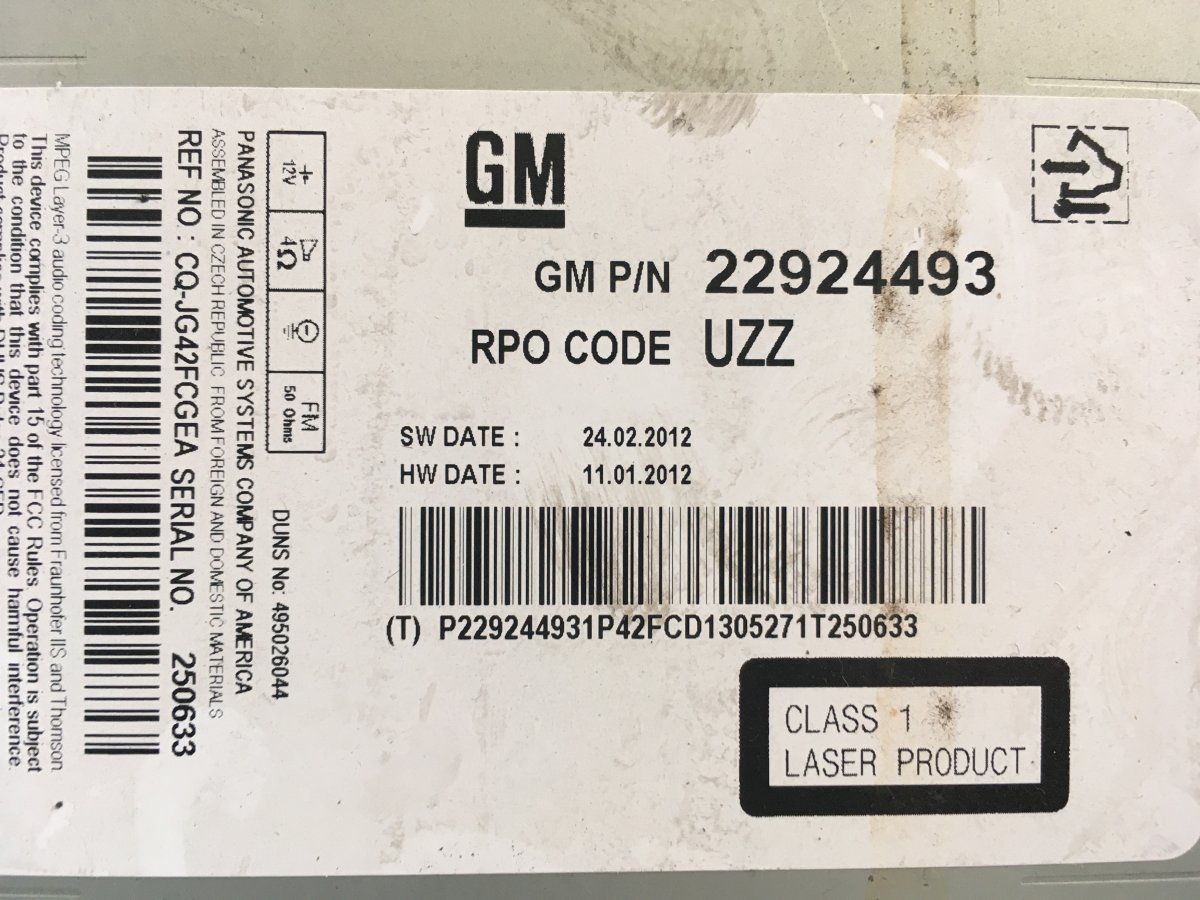 GM
GM P/N 22924493
RPO CODE UZZ
SW DATE : 24.02.2012
HW DATE : 11.01.2012
(T) P229244931P42FCD1305271T250633
CLASS 1
LASER PRODUCT
12V
4Ω
FM
50 Ohms
DUNS No: 495026044
PANASONIC AUTOMOTIVE SYSTEMS COMPANY OF AMERICA
ASSEMBLED IN CZECH REPUBLIC FROM FOREIGN AND DOMESTIC MATERIALS
REF NO : CQ-JG42FCGEA SERIAL NO. 250633
MPEG Layer-3 audio coding technology licensed from Fraunhofer IIS and Thomson.
This device complies with part 15 of the FCC Rules. Operation is subject
to the condition that this device does not cause harmful interference.